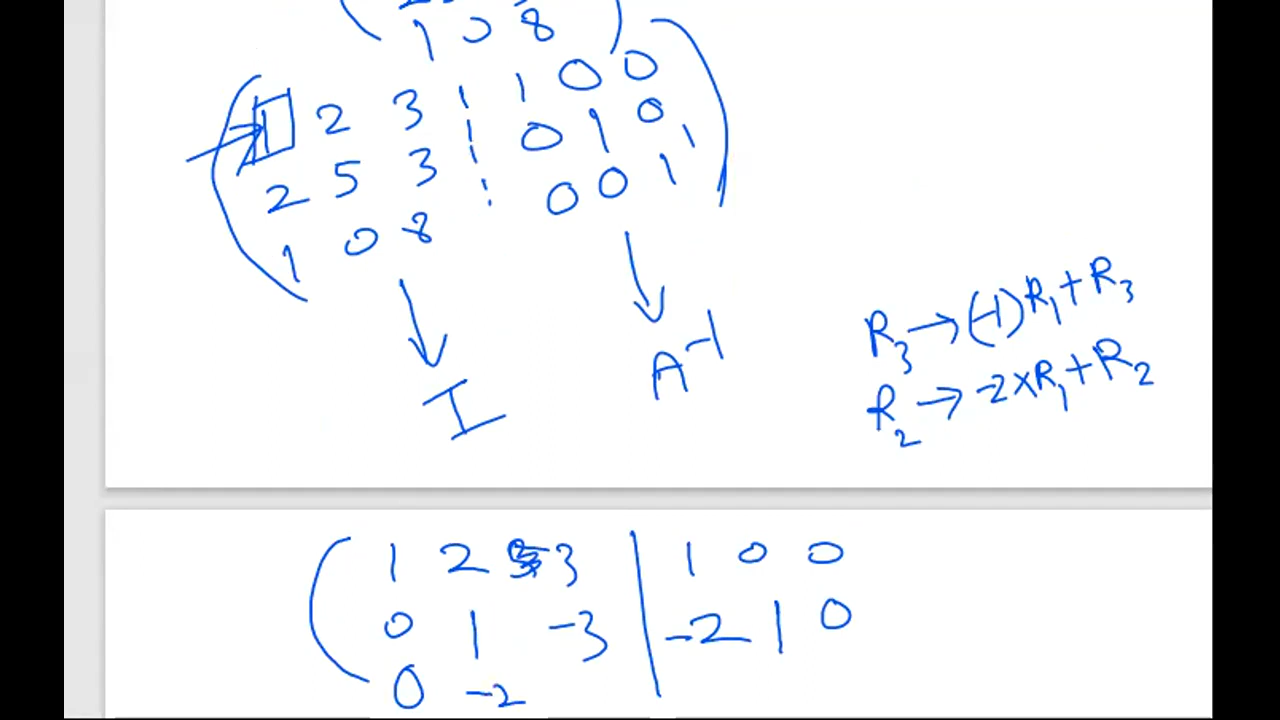 1 0 8
1 2 3 | 1 0 0
2 5 3 | 0 1 0
1 0 8 | 0 0 1
I
A⁻¹
R₃ → (-1)R₁ + R₃
R₂ → -2×R₁ + R₂
1 2 3 | 1 0 0
0 1 -3 | -2 1 0
0 -2